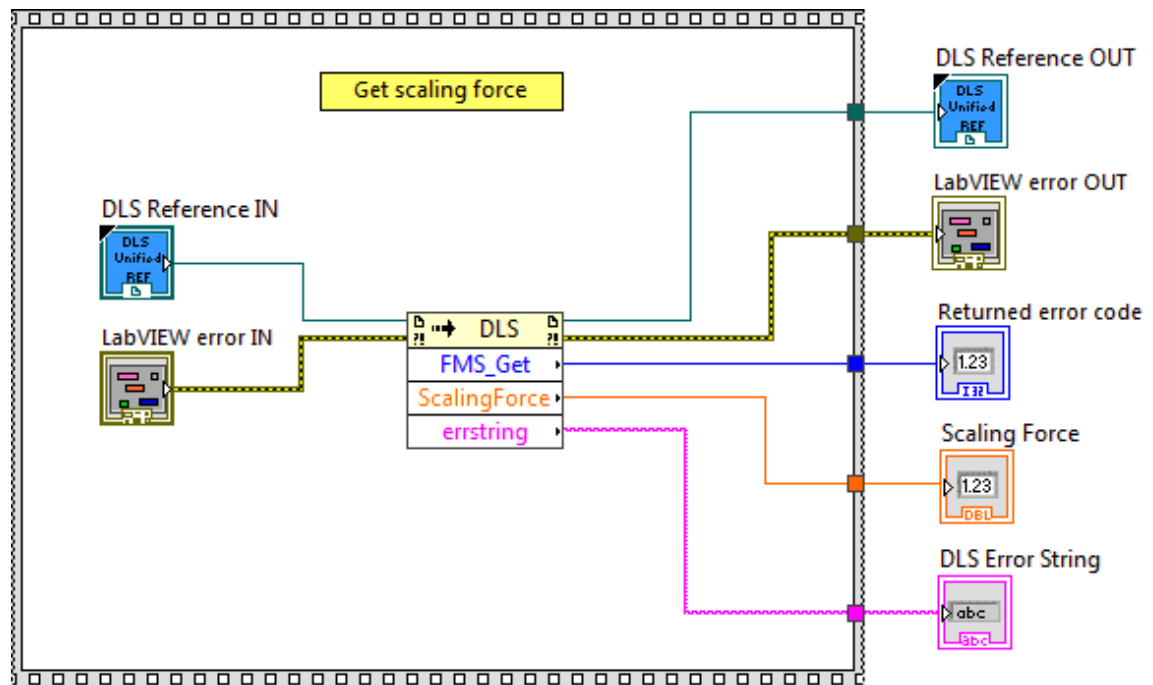 Get scaling force
DLS Reference IN
DLS
Unified
REF
LabVIEW error IN
?! DLS ?!
FMS_Get
ScalingForce
errstring
DLS Reference OUT
DLS
Unified
REF
LabVIEW error OUT
Returned error code
1.23
I32
Scaling Force
1.23
DBL
DLS Error String
abc
abc